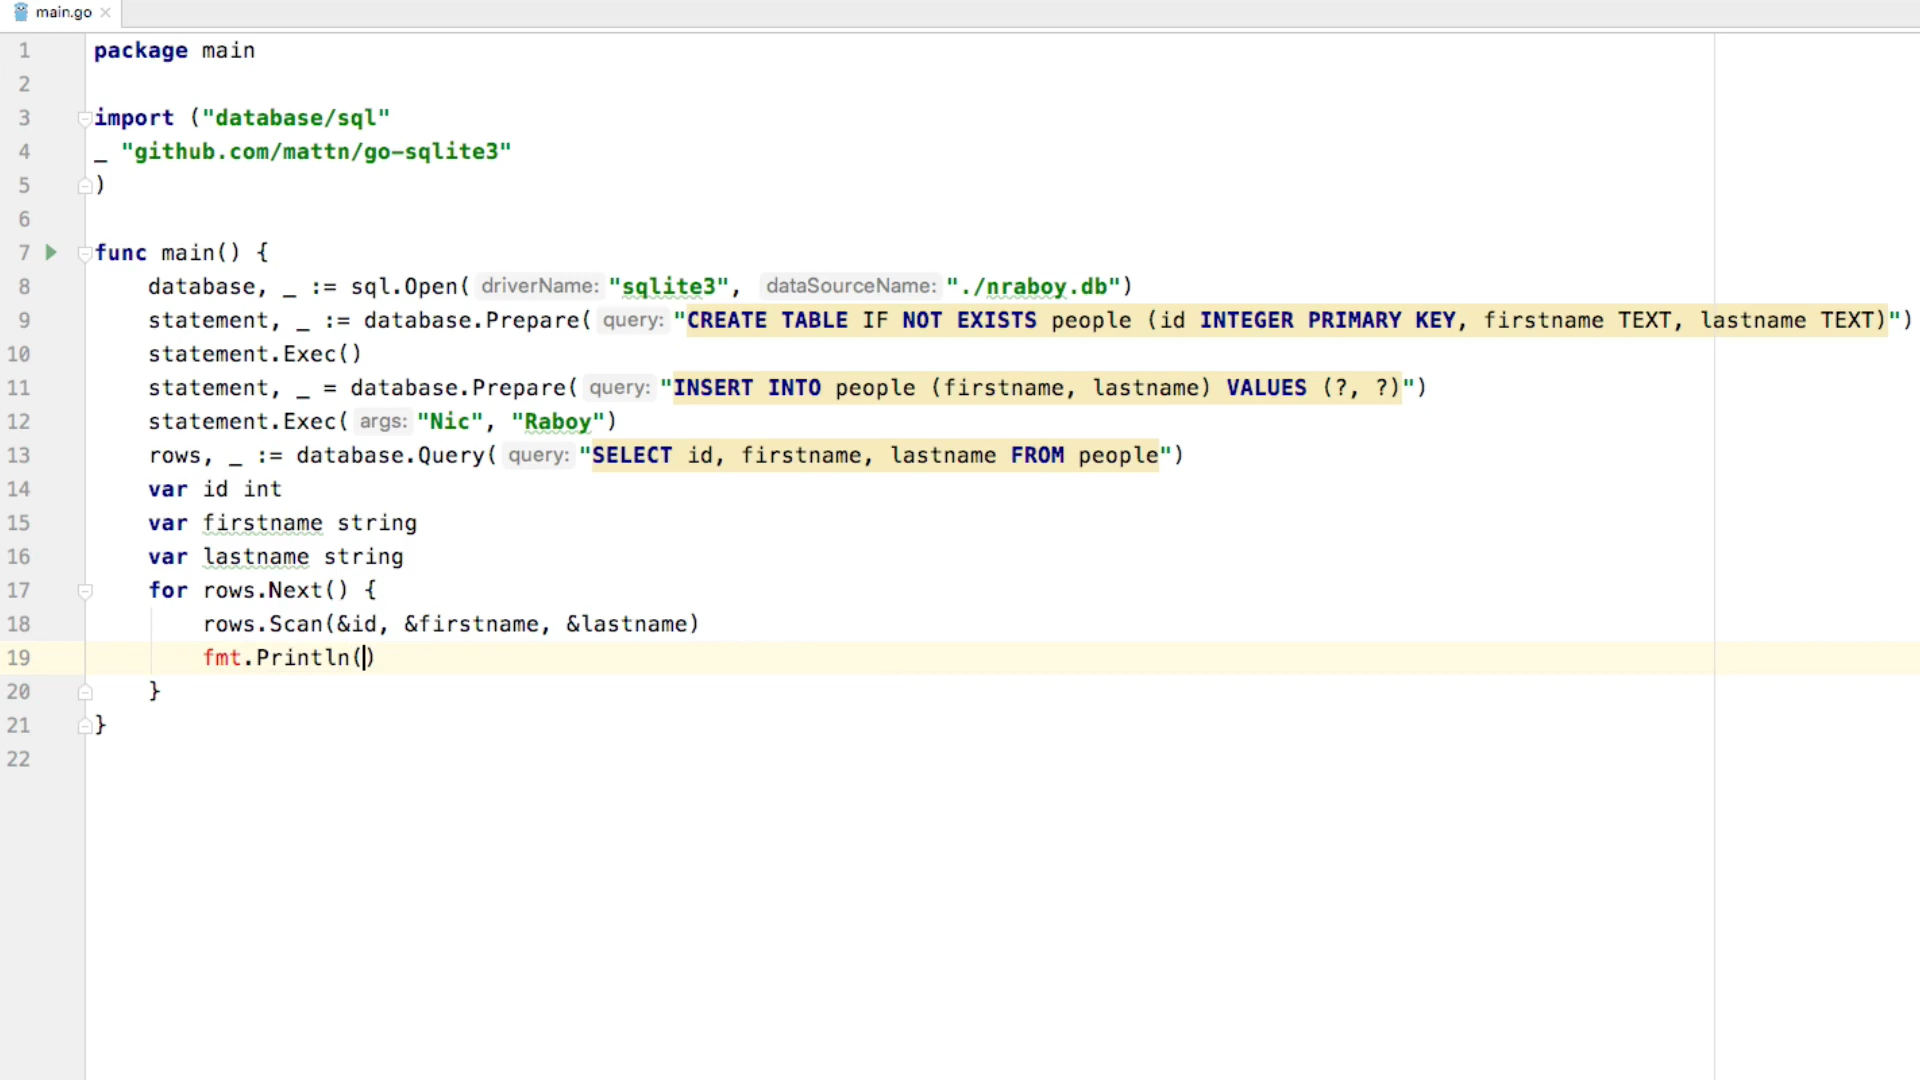 main.go
1 package main
2
3 import ("database/sql"
4 _ "github.com/mattn/go-sqlite3"
5 )
6
7 func main() {
8 database, _ := sql.Open( driverName: "sqlite3", dataSourceName: "./nraboy.db")
9 statement, _ := database.Prepare( query: "CREATE TABLE IF NOT EXISTS people (id INTEGER PRIMARY KEY, firstname TEXT, lastname TEXT)")
10 statement.Exec()
11 statement, _ = database.Prepare( query: "INSERT INTO people (firstname, lastname) VALUES (?, ?)")
12 statement.Exec( args: "Nic", "Raboy")
13 rows, _ := database.Query( query: "SELECT id, firstname, lastname FROM people")
14 var id int
15 var firstname string
16 var lastname string
17 for rows.Next() {
18 rows.Scan(&id, &firstname, &lastname)
19 fmt.Println()
20 }
21 }
22